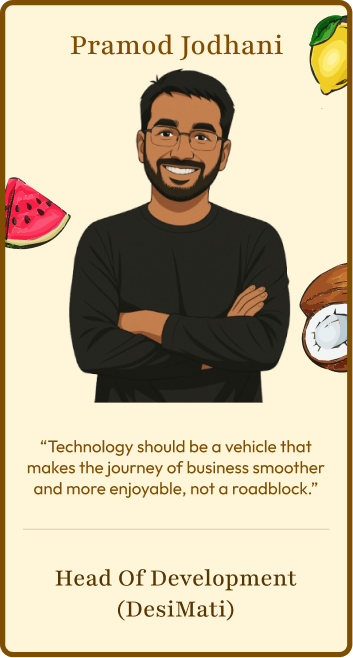 Pramod Jodhani
“Technology should be a vehicle that
makes the journey of business smoother
and more enjoyable, not a roadblock.”
Head Of Development
(DesiMati)